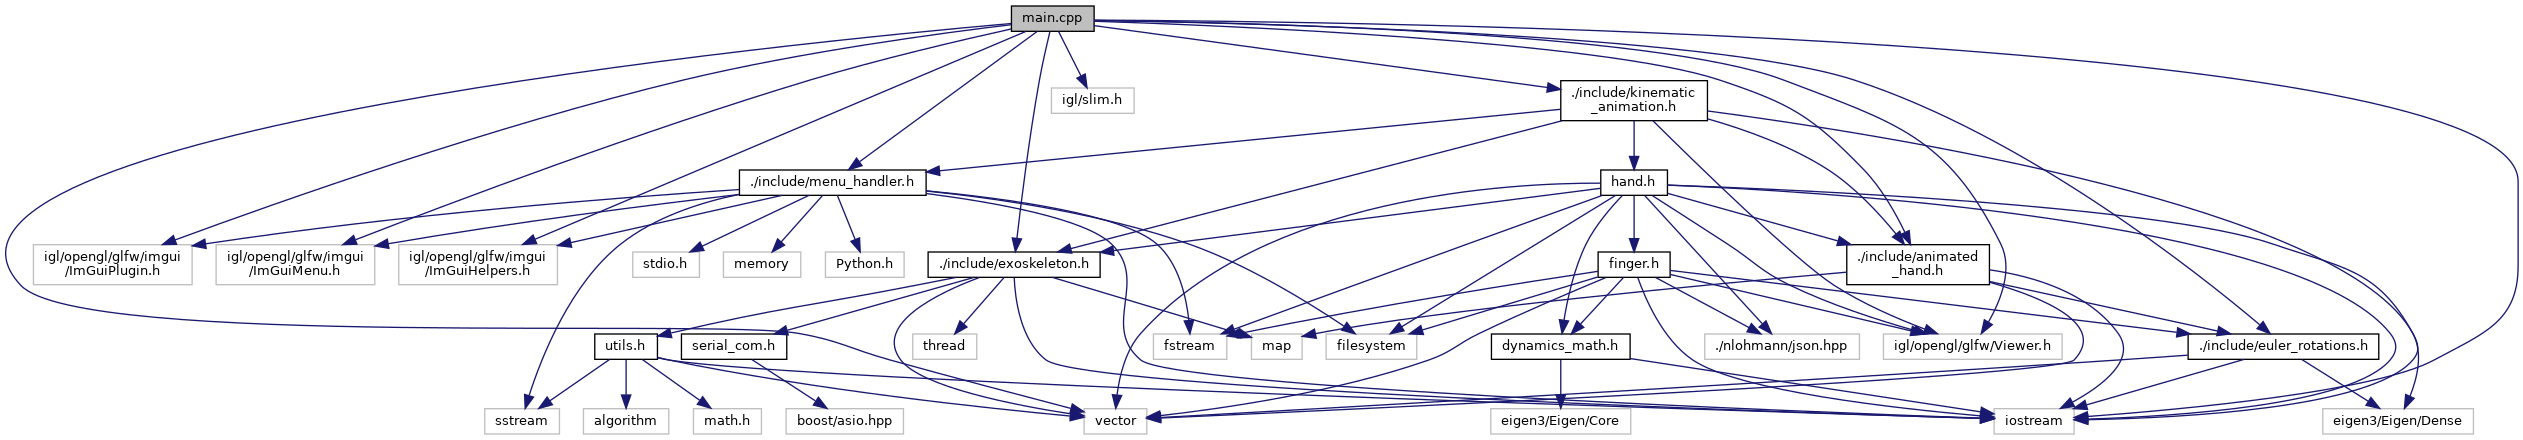 main.cpp
./include/kinematic
_animation.h
igl/slim.h
./include/menu_handler.h
hand.h
igl/opengl/glfw/imgui
/ImGuiPlugin.h
igl/opengl/glfw/imgui
/ImGuiMenu.h
igl/opengl/glfw/imgui
/ImGuiHelpers.h
stdio.h
memory
Python.h
./include/exoskeleton.h
finger.h
./include/animated
_hand.h
utils.h
serial_com.h
thread
fstream
map
filesystem
dynamics_math.h
./nlohmann/json.hpp
igl/opengl/glfw/Viewer.h
./include/euler_rotations.h
sstream
algorithm
math.h
boost/asio.hpp
vector
eigen3/Eigen/Core
iostream
eigen3/Eigen/Dense